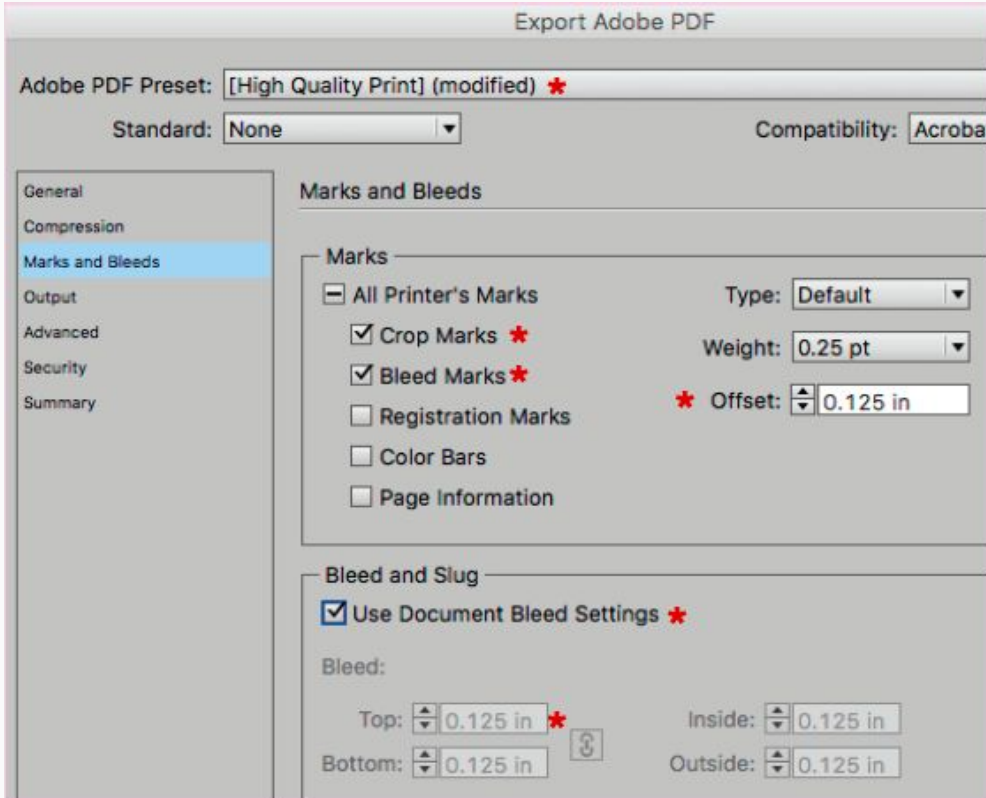 Export Adobe PDF
Adobe PDF Preset: [High Quality Print] (modified) *
Standard: None Compatibility: Acroba
General
Compression
Marks and Bleeds
Output
Advanced
Security
Summary
Marks and Bleeds
Marks
All Printer's Marks Type: Default
Crop Marks * Weight: 0.25 pt
Bleed Marks * * Offset: 0.125 in
Registration Marks
Color Bars
Page Information
Bleed and Slug
Use Document Bleed Settings *
Bleed:
Top: 0.125 in * Inside: 0.125 in
Bottom: 0.125 in Outside: 0.125 in